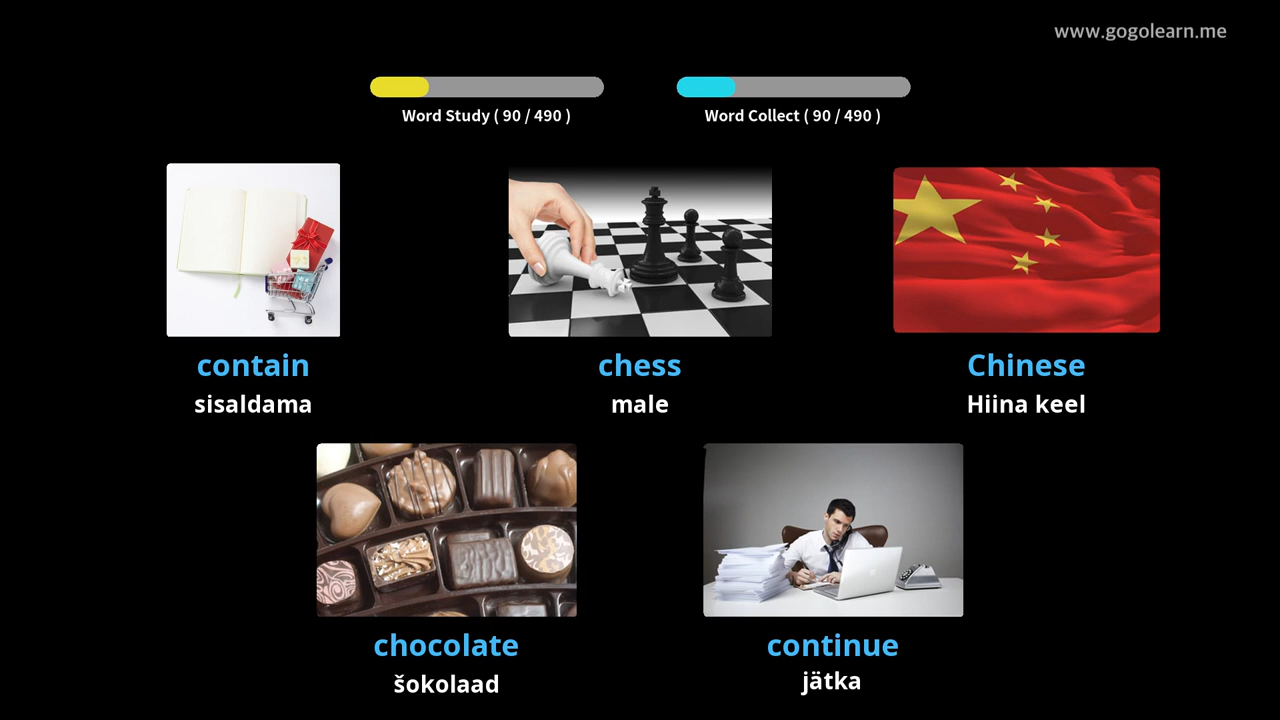 www.gogolearn.me
Word Study ( 90 / 490 )
Word Collect ( 90 / 490 )
contain
sisaldama
chess
male
Chinese
Hiina keel
chocolate
šokolaad
continue
jätka